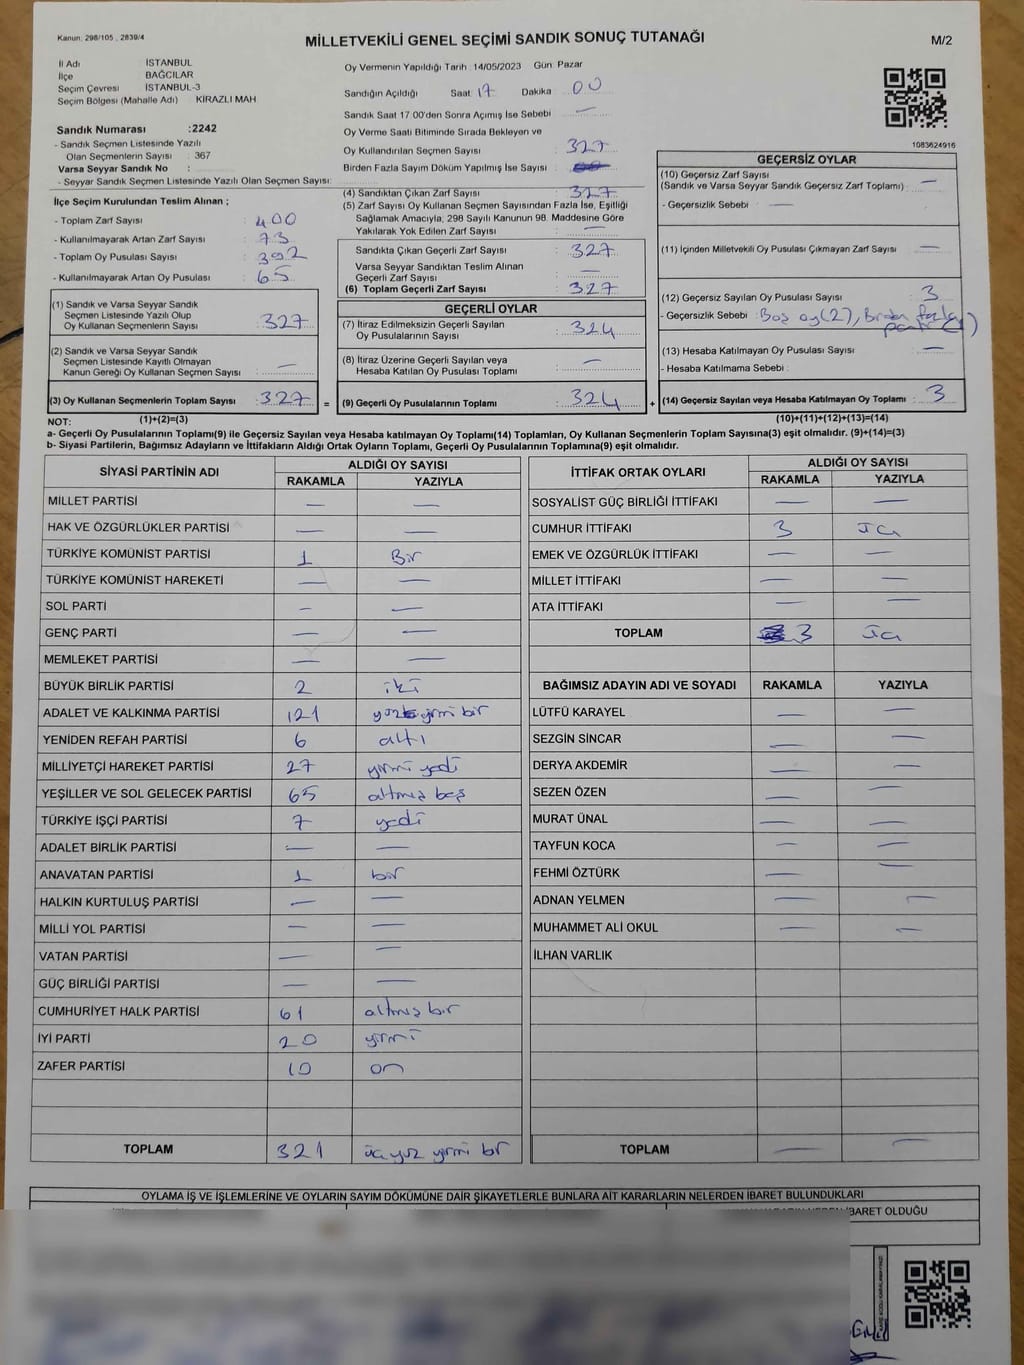 Kanun: 298/105 , 2839/4
MİLLETVEKİLİ GENEL SEÇİMİ SANDIK SONUÇ TUTANAĞI
M/2
İl Adı İSTANBUL
İlçe BAĞCILAR
Seçim Çevresi İSTANBUL-3
Seçim Bölgesi (Mahalle Adı) KİRAZLI MAH
Sandık Numarası :2242
- Sandık Seçmen Listesinde Yazılı
Olan Seçmenlerin Sayısı : 367
Varsa Seyyar Sandık No :
- Seyyar Sandık Seçmen Listesinde Yazılı Olan Seçmen Sayısı:
İlçe Seçim Kurulundan Teslim Alınan ;
- Toplam Zarf Sayısı : 400
- Kullanılmayarak Artan Zarf Sayısı : 73
- Toplam Oy Pusulası Sayısı : 392
- Kullanılmayarak Artan Oy Pusulası : 65
(1) Sandık ve Varsa Seyyar Sandık
Seçmen Listesinde Yazılı Olup
Oy Kullanan Seçmenlerin Sayısı : 327
(2) Sandık ve Varsa Seyyar Sandık
Seçmen Listesinde Kayıtlı Olmayan
Kanun Gereği Oy Kullanan Seçmen Sayısı : —
(3) Oy Kullanan Seçmenlerin Toplam Sayısı : 327 =
Oy Vermenin Yapıldığı Tarih : 14/05/2023 Gün Pazar
Sandığın Açıldığı Saat 17 Dakika 00
Sandık Saat 17:00'den Sonra Açılmış İse Sebebi —
Oy Verme Saati Bitiminde Sırada Bekleyen ve
Oy Kullandırılan Seçmen Sayısı : 327
Birden Fazla Sayım Döküm Yapılmış İse Sayısı :
(4) Sandıktan Çıkan Zarf Sayısı : 327
(5) Zarf Sayısı Oy Kullanan Seçmen Sayısından Fazla İse, Eşitliği
Sağlamak Amacıyla; 298 Sayılı Kanunun 98. Maddesine Göre
Yakılarak Yok Edilen Zarf Sayısı : —
Sandıkta Çıkan Geçerli Zarf Sayısı : 327
Varsa Seyyar Sandıktan Teslim Alınan
Geçerli Zarf Sayısı : —
(6) Toplam Geçerli Zarf Sayısı : 327
GEÇERLİ OYLAR
(7) İtiraz Edilmeksizin Geçerli Sayılan
Oy Pusulalarının Sayısı : 324
(8) İtiraz Üzerine Geçerli Sayılan veya
Hesaba Katılan Oy Pusulası Toplamı : —
(9) Geçerli Oy Pusulalarının Toplamı : 324 +
1083624916
GEÇERSİZ OYLAR
(10) Geçersiz Zarf Sayısı
(Sandık ve Varsa Seyyar Sandık Geçersiz Zarf Toplamı) : —
- Geçersizlik Sebebi : —
(11) İçinden Milletvekili Oy Pusulası Çıkmayan Zarf Sayısı : —
(12) Geçersiz Sayılan Oy Pusulası Sayısı : 3
- Geçersizlik Sebebi : Boş oy(2), Birden fazla
parti(1)
(13) Hesaba Katılmayan Oy Pusulası Sayısı : —
- Hesaba Katılmama Sebebi :
(14) Geçersiz Sayılan veya Hesaba Katılmayan Oy Toplamı : 3
NOT: (1)+(2)=(3) (10)+(11)+(12)+(13)=(14)
a- Geçerli Oy Pusulalarının Toplamı(9) ile Geçersiz Sayılan veya Hesaba katılmayan Oy Toplamı(14) Toplamları, Oy Kullanan Seçmenlerin Toplam Sayısına(3) eşit olmalıdır. (9)+(14)=(3)
b- Siyasi Partilerin, Bağımsız Adayların ve İttifakların Aldığı Ortak Oyların Toplamı, Geçerli Oy Pusulalarının Toplamına(9) eşit olmalıdır.
SİYASİ PARTİNİN ADI ALDIĞI OY SAYISI
RAKAMLA YAZIYLA
MİLLET PARTİSİ — —
HAK VE ÖZGÜRLÜKLER PARTİSİ — —
TÜRKİYE KOMÜNİST PARTİSİ 1 Bir
TÜRKİYE KOMÜNİST HAREKETİ — —
SOL PARTİ — —
GENÇ PARTİ — —
MEMLEKET PARTİSİ — —
BÜYÜK BİRLİK PARTİSİ 2 iki
ADALET VE KALKINMA PARTİSİ 121 yüz yirmi bir
YENİDEN REFAH PARTİSİ 6 altı
MİLLİYETÇİ HAREKET PARTİSİ 27 yirmi yedi
YEŞİLLER VE SOL GELECEK PARTİSİ 65 altmış beş
TÜRKİYE İŞÇİ PARTİSİ 7 yedi
ADALET BİRLİK PARTİSİ — —
ANAVATAN PARTİSİ 1 bir
HALKIN KURTULUŞ PARTİSİ — —
MİLLİ YOL PARTİSİ — —
VATAN PARTİSİ — —
GÜÇ BİRLİĞİ PARTİSİ — —
CUMHURİYET HALK PARTİSİ 61 altmış bir
İYİ PARTİ 20 yirmi
ZAFER PARTİSİ 10 on
TOPLAM 321 üçyüz yirmi bir
İTTİFAK ORTAK OYLARI ALDIĞI OY SAYISI
RAKAMLA YAZIYLA
SOSYALİST GÜÇ BİRLİĞİ İTTİFAKI — —
CUMHUR İTTİFAKI 3 üç
EMEK VE ÖZGÜRLÜK İTTİFAKI — —
MİLLET İTTİFAKI — —
ATA İTTİFAKI — —
TOPLAM 3 üç
BAĞIMSIZ ADAYIN ADI VE SOYADI RAKAMLA YAZIYLA
LÜTFÜ KARAYEL — —
SEZGİN SİNCAR — —
DERYA AKDEMİR — —
SEZEN ÖZEN — —
MURAT ÜNAL — —
TAYFUN KOCA — —
FEHMİ ÖZTÜRK — —
ADNAN YELMEN — —
MUHAMMET ALİ OKUL — —
İLHAN VARLIK
TOPLAM — —
OYLAMA İŞ VE İŞLEMLERİNE VE OYLARIN SAYIM DÖKÜMÜNE DAİR ŞİKAYETLERLE BUNLARA AİT KARARLARIN NELERDEN İBARET BULUNDUKLARI
İBARET OLDUĞU